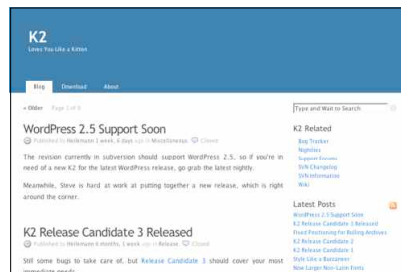 K2
Loves You Like a Kitten
Blog Download About
« Older Page 1 of 9
WordPress 2.5 Support Soon
Published by Heilemann 1 week, 6 days ago in Miscellaneous. Closed
The revision currently in subversion should support WordPress 2.5, so if you're in
need of a new K2 for the latest WordPress release, go grab the latest nightly.
Meanwhile, Steve is hard at work at putting together a new release, which is right
around the corner.
K2 Release Candidate 3 Released
Published by Heilemann 6 months, 1 week ago in Release. Closed
Still some bugs to take care of, but Release Candidate 3 should cover your most
immediate needs
Type and Wait to Search
K2 Related
Bug Tracker
Nightlies
Support Forums
SVN Changelog
SVN Information
Wiki
Latest Posts
WordPress 2.5 Support Soon
K2 Release Candidate 3 Released
Fixed Positioning for Rolling Archives
K2 Release Candidate 2
K2 Release Candidate 1
Style Like a Buccaneer
Now Larger Non-Latin Fonts